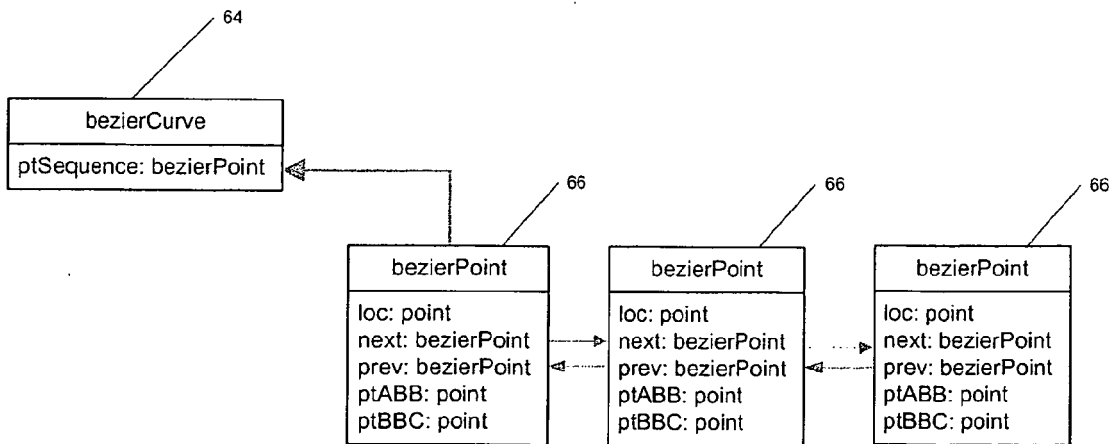 64
bezierCurve
ptSequence: bezierPoint
66
66
66
bezierPoint
loc: point
next: bezierPoint
prev: bezierPoint
ptABB: point
ptBBC: point
bezierPoint
loc: point
next: bezierPoint
prev: bezierPoint
ptABB: point
ptBBC: point
bezierPoint
loc: point
next: bezierPoint
prev: bezierPoint
ptABB: point
ptBBC: point